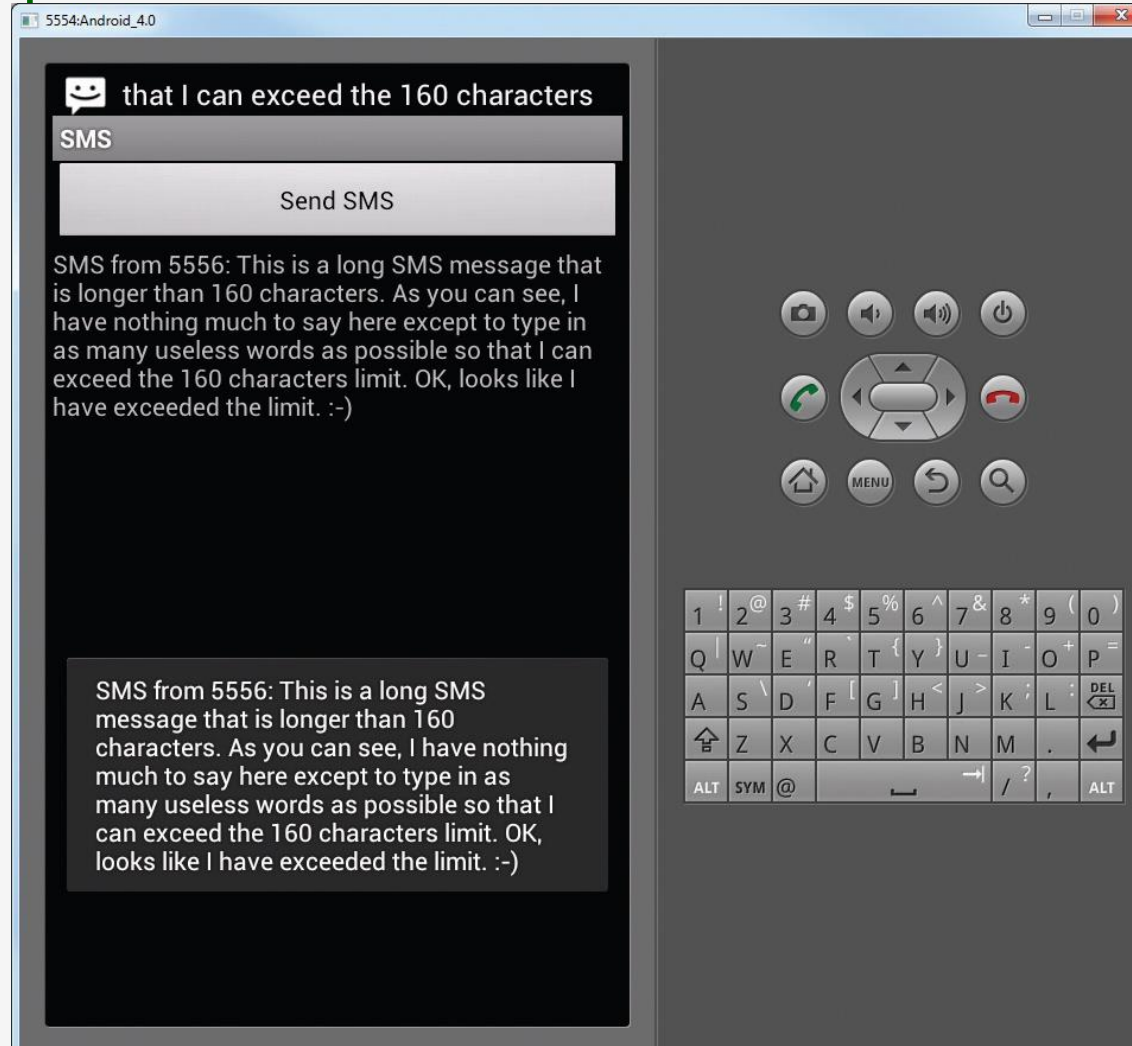 5554:Android_4.0
that I can exceed the 160 characters
SMS
Send SMS
SMS from 5556: This is a long SMS message that
is longer than 160 characters. As you can see, I
have nothing much to say here except to type in
as many useless words as possible so that I can
exceed the 160 characters limit. OK, looks like I
have exceeded the limit. :-)
SMS from 5556: This is a long SMS
message that is longer than 160
characters. As you can see, I have nothing
much to say here except to type in as
many useless words as possible so that I
can exceed the 160 characters limit. OK,
looks like I have exceeded the limit. :-)
MENU
1 ! 2 @ 3 # 4 $ 5 % 6 ^ 7 & 8 * 9 ( 0 )
Q | W ~ E " R ` T { Y } U _ I - O + P =
A S \ D ' F [ G ] H < J > K ; L : DEL
Z X C V B N M .
ALT SYM @ / ? , ALT